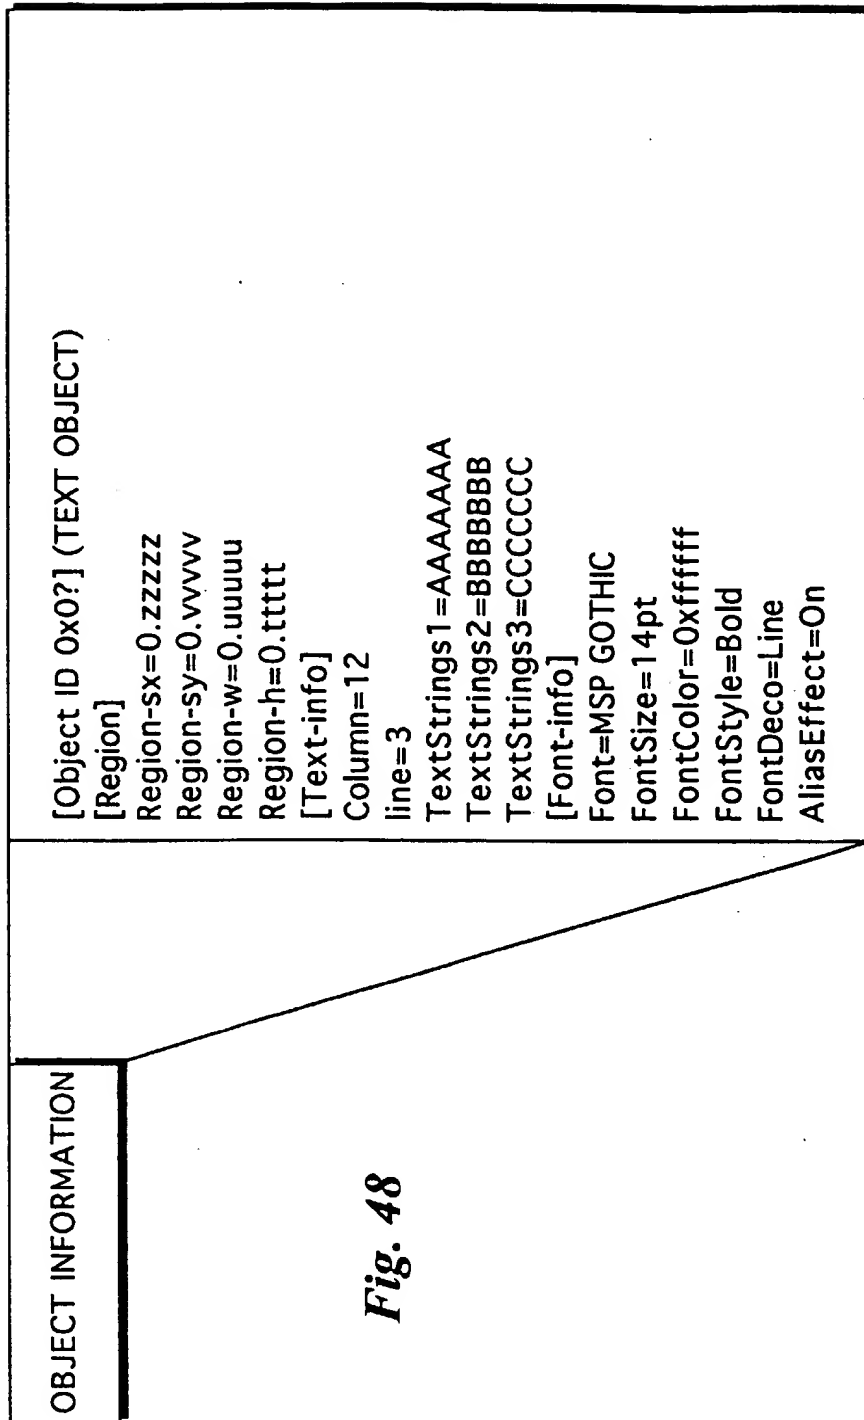 OBJECT INFORMATION
[Object ID 0x0?] (TEXT OBJECT)
[Region]
Region-sx=0.zzzzz
Region-sy=0.vvvvv
Region-w=0.uuuuu
Region-h=0.ttttt
[Text-info]
Column=12
line=3
TextStrings1=AAAAAAA
TextStrings2=BBBBBBB
TextStrings3=CCCCCCC
[Font-info]
Font=MSP GOTHIC
FontSize=14pt
FontColor=0xffffff
FontStyle=Bold
FontDeco=Line
AliasEffect=On
Fig. 48